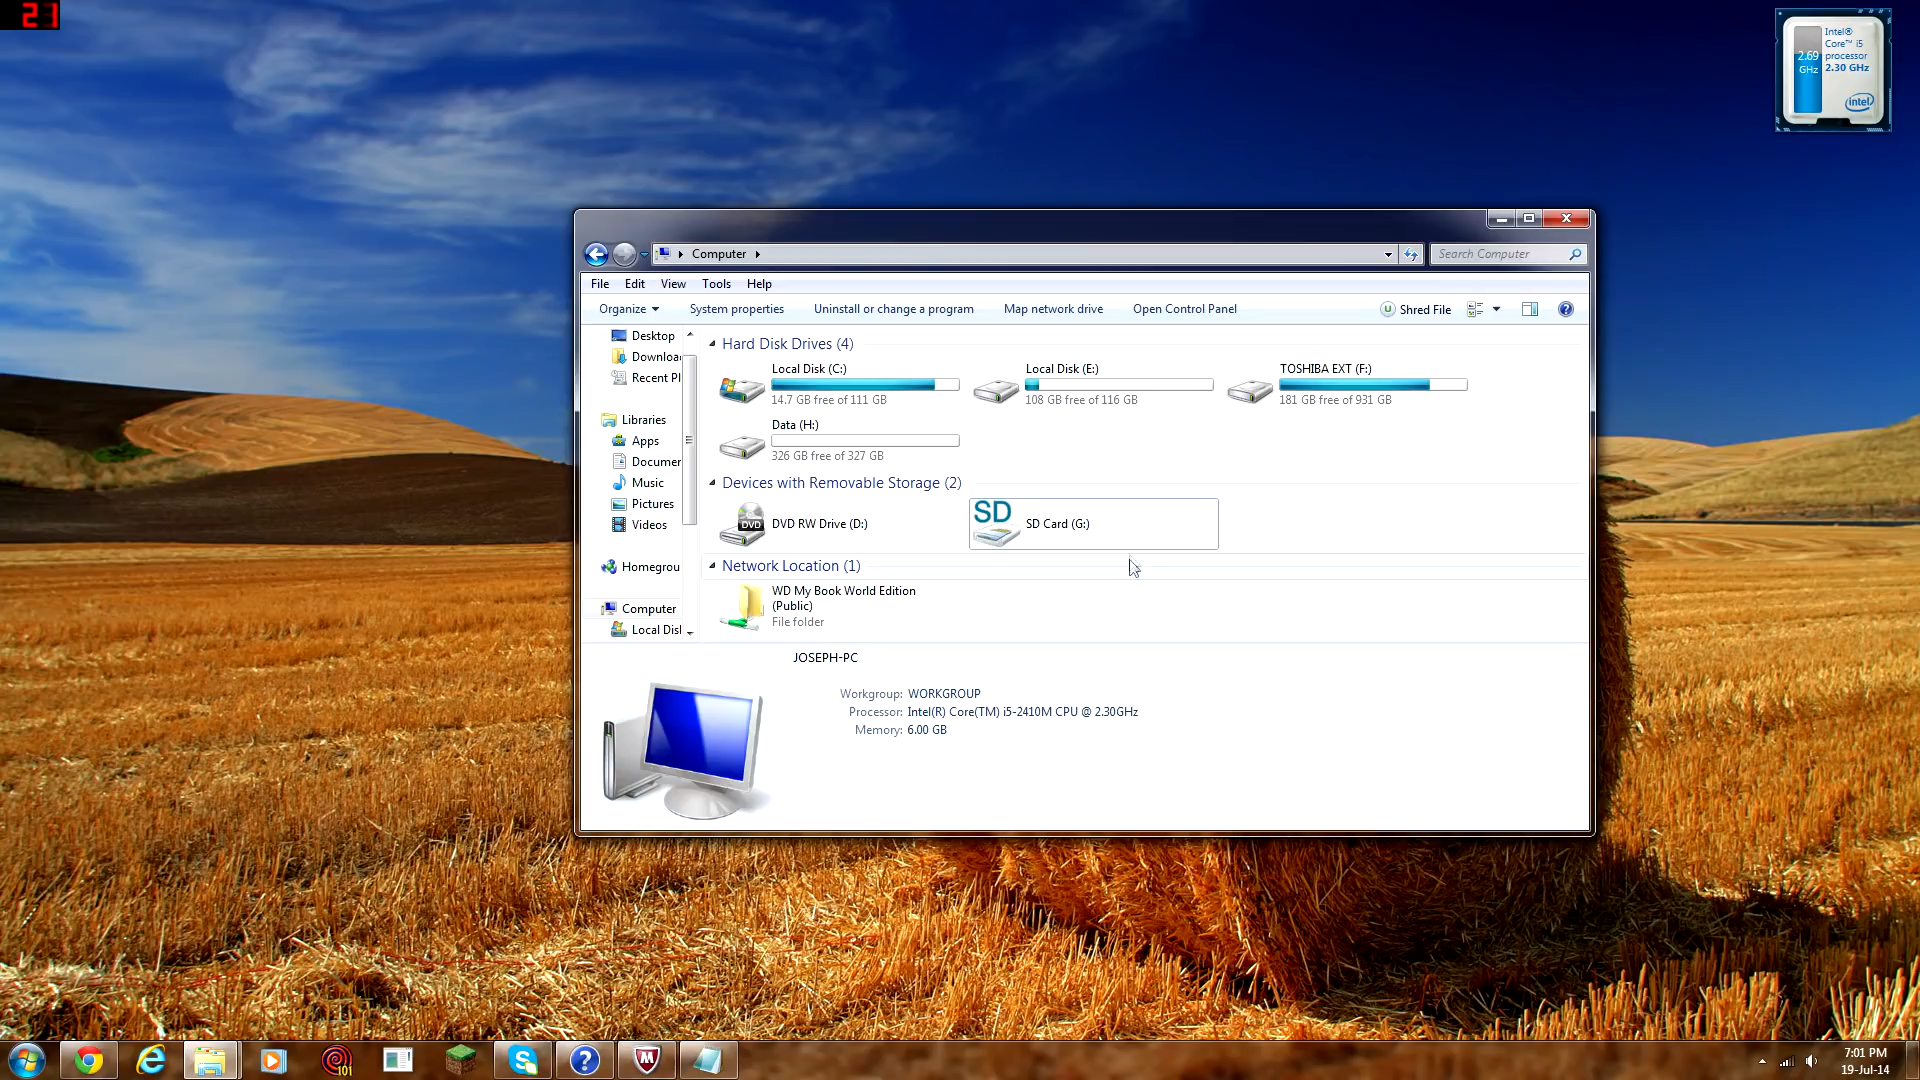 21
Intel®
Core™ i5
processor
2.30 GHz
2.69
GHz
intel
Computer
Search Computer
File Edit View Tools Help
Organize System properties Uninstall or change a program Map network drive Open Control Panel Shred File
Desktop
Downloa
Recent Pl
Libraries
Apps
Documer
Music
Pictures
Videos
Homegrou
Computer
Local Disl
Hard Disk Drives (4)
Local Disk (C:)
14.7 GB free of 111 GB
Local Disk (E:)
108 GB free of 116 GB
TOSHIBA EXT (F:)
181 GB free of 931 GB
Data (H:)
326 GB free of 327 GB
Devices with Removable Storage (2)
DVD
DVD RW Drive (D:)
SD
SD Card (G:)
Network Location (1)
WD My Book World Edition
(Public)
File folder
JOSEPH-PC
Workgroup: WORKGROUP
Processor: Intel(R) Core(TM) i5-2410M CPU @ 2.30GHz
Memory: 6.00 GB
101
7:01 PM
19-Jul-14